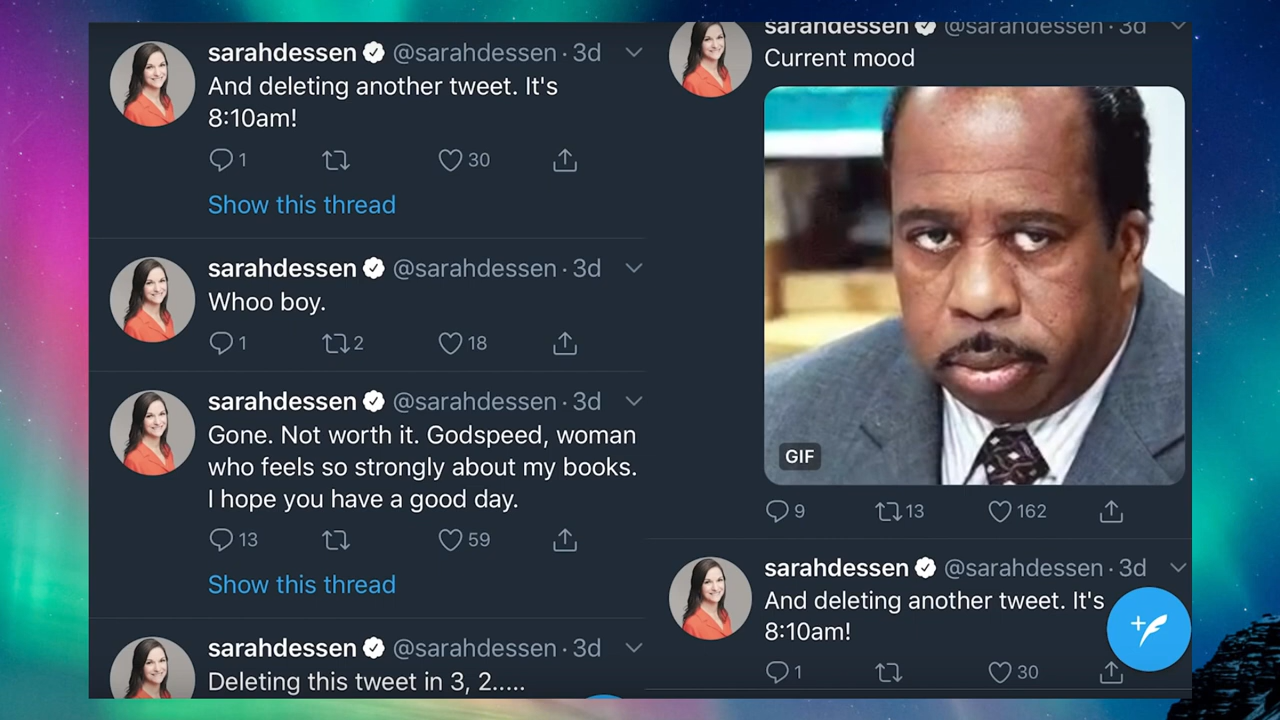 sarahdessen @sarahdessen · 3d
And deleting another tweet. It's
8:10am!
1 30
Show this thread
sarahdessen @sarahdessen · 3d
Whoo boy.
1 2 18
sarahdessen @sarahdessen · 3d
Gone. Not worth it. Godspeed, woman
who feels so strongly about my books.
I hope you have a good day.
13 59
Show this thread
sarahdessen @sarahdessen · 3d
Deleting this tweet in 3, 2.....
sarahdessen @sarahdessen · 3d
Current mood
GIF
9 13 162
sarahdessen @sarahdessen · 3d
And deleting another tweet. It's
8:10am!
1 30